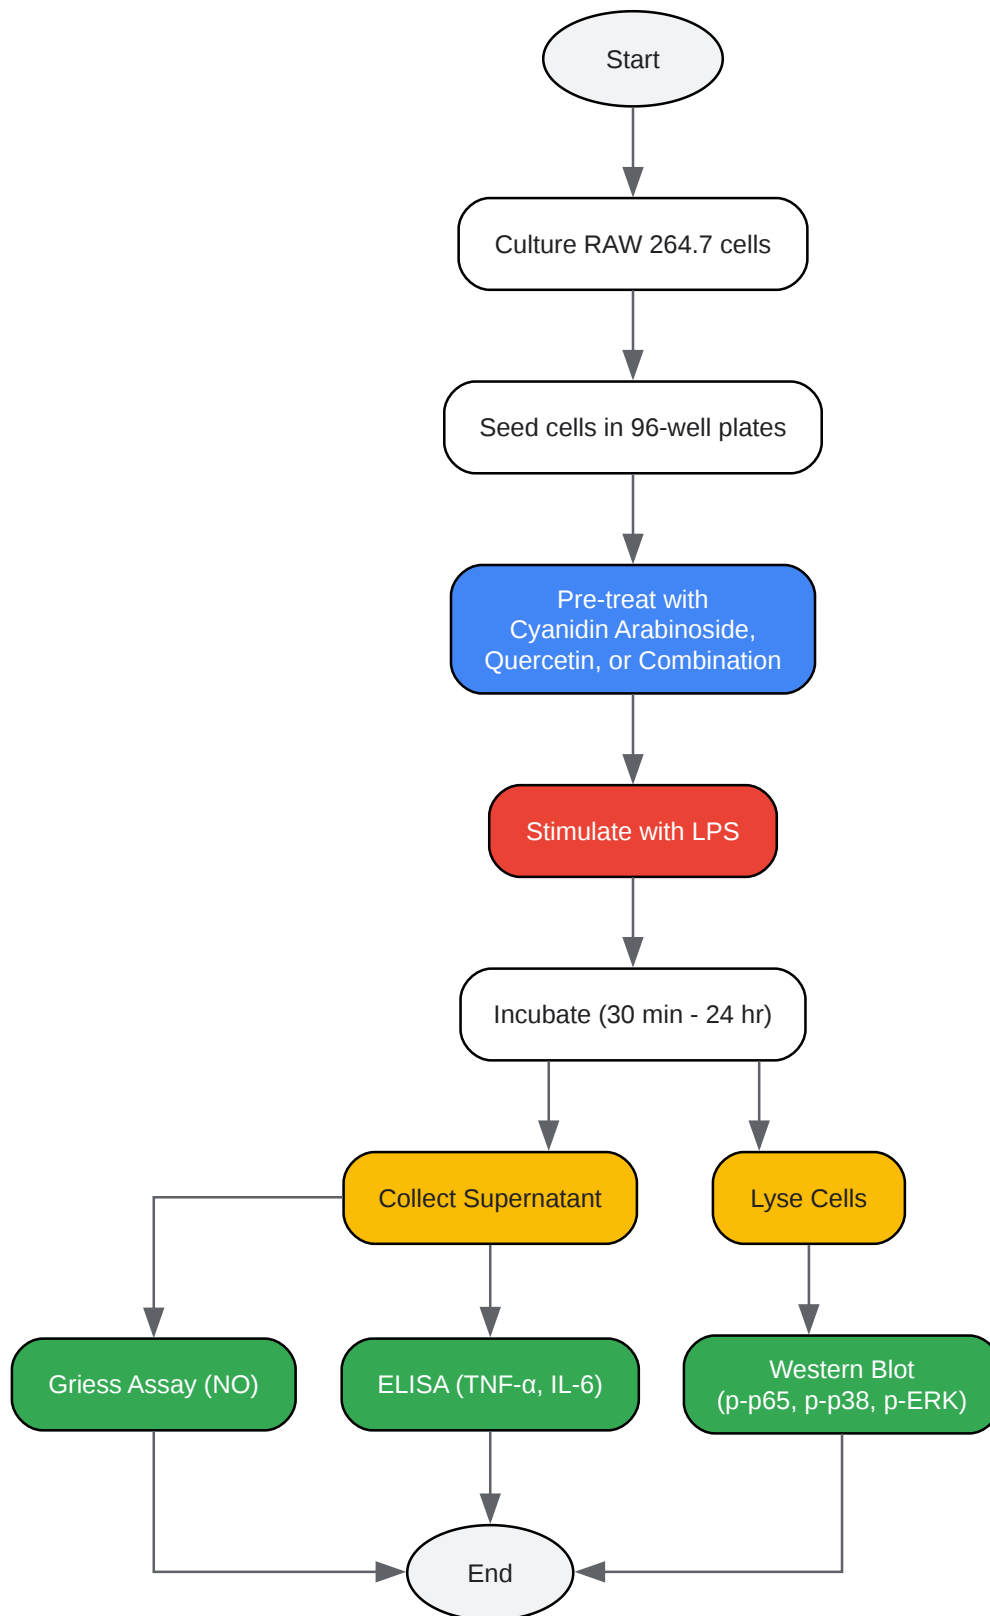 Start
Culture RAW 264.7 cells
Seed cells in 96-well plates
Pre-treat with
Cyanidin Arabinoside,
Quercetin, or Combination
Stimulate with LPS
Incubate (30 min - 24 hr)
Collect Supernatant
Lyse Cells
Griess Assay (NO)
ELISA (TNF-α, IL-6)
Western Blot
(p-p65, p-p38, p-ERK)
End